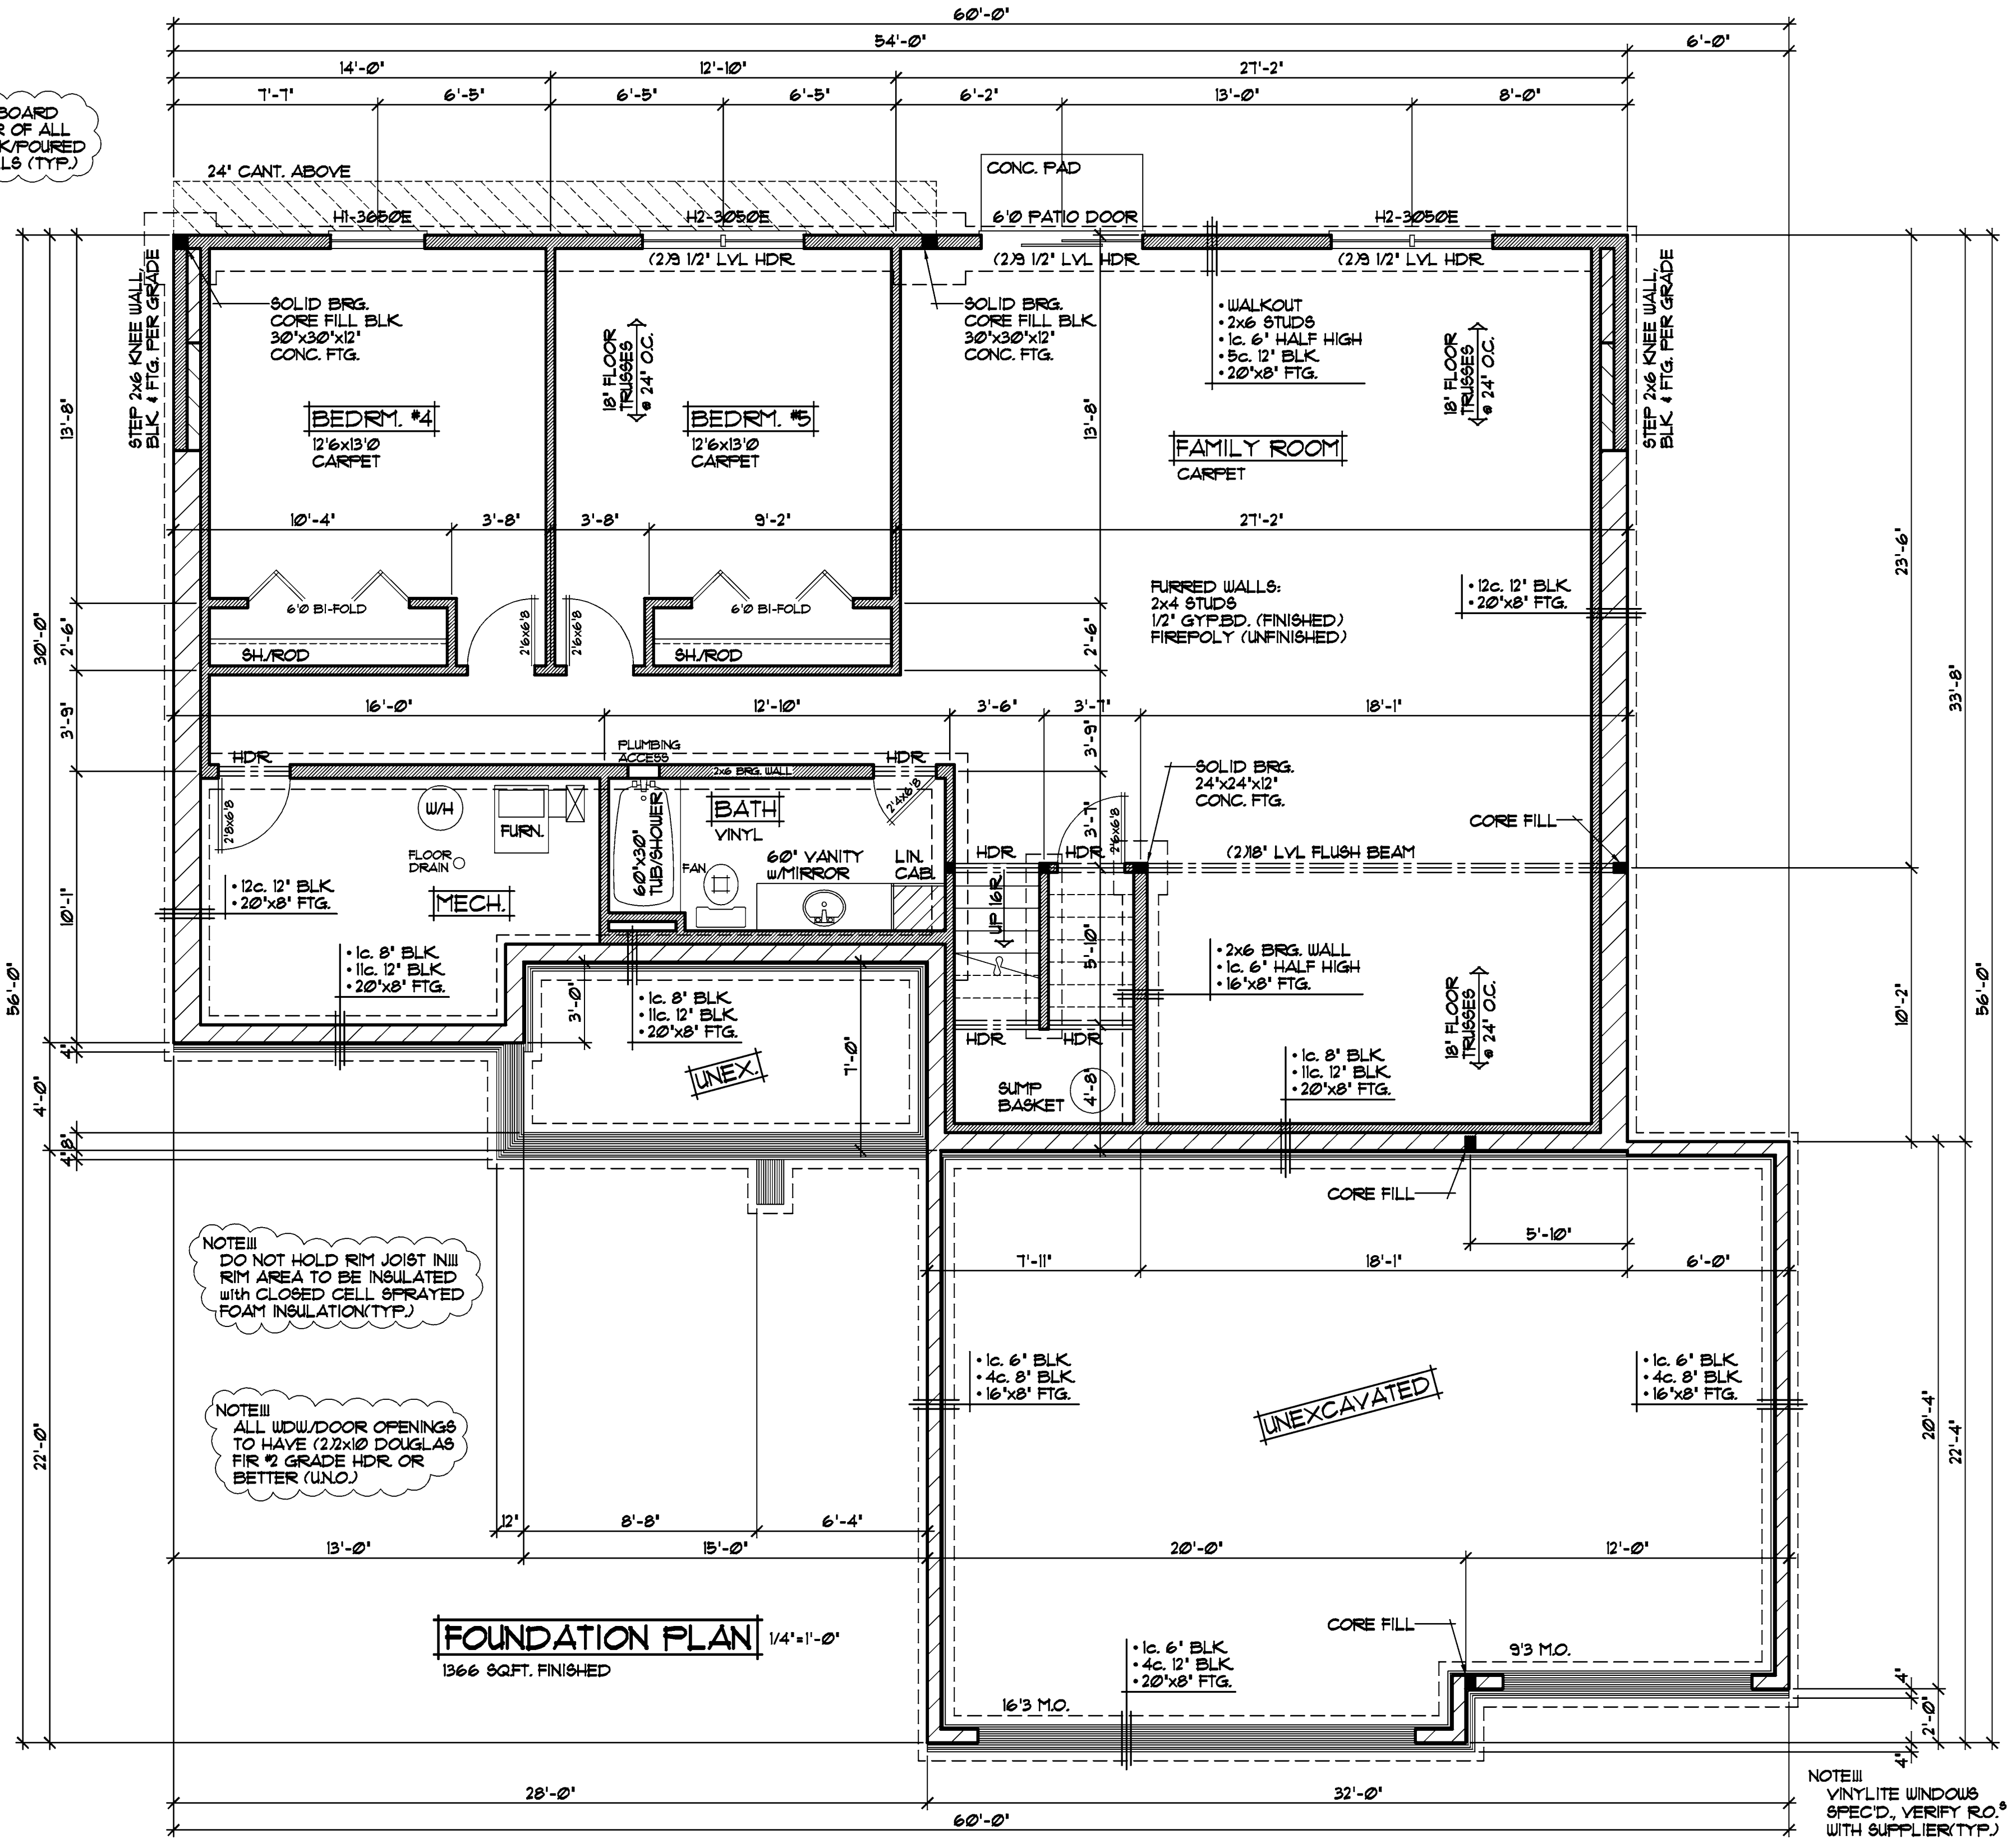 60'-0"
54'-0" 6'-0"
14'-0" 12'-10" 27'-2"
7'-7" 6'-5" 6'-5" 6'-5" 6'-2" 13'-0" 8'-0"
BOARD
OF ALL
/POURED
(TYP.)
24" CANT. ABOVE
CONC. PAD
H1-3650E
H2-3050E
6'0 PATIO DOOR
H2-3050E
(2)9 1/2" LVL HDR.
(2)9 1/2" LVL HDR.
(2)9 1/2" LVL HDR.
STEP 2x6 KNEE WALL,
BLK. & FTG. PER GRADE
SOLID BRG.
CORE FILL BLK.
30"x30"x12"
CONC. FTG.
18" FLOOR
TRUSSES
@ 24" O.C.
SOLID BRG.
CORE FILL BLK.
30"x30"x12"
CONC. FTG.
• WALKOUT
• 2x6 STUDS
• 1c. 6" HALF HIGH
• 5c. 12" BLK.
• 20"x8" FTG.
18" FLOOR
TRUSSES
@ 24" O.C.
STEP 2x6 KNEE WALL,
BLK. & FTG. PER GRADE
BEDRM. #4
12'6x13'0
CARPET
BEDRM. #5
12'6x13'0
CARPET
FAMILY ROOM
CARPET
13'-8"
13'-8"
10'-4" 3'-8" 3'-8" 9'-2" 27'-2"
23'-6"
FURRED WALLS:
2x4 STUDS
1/2" GYP.BD. (FINISHED)
FIREPOLY (UNFINISHED)
• 12c. 12" BLK.
• 20"x8" FTG.
6'0 BI-FOLD
6'0 BI-FOLD
2'6x6'8
2'6x6'8
SH./ROD
SH./ROD
30'-0"
2'-6"
2'-6"
33'-8"
3'-9"
16'-0" 12'-10" 3'-6" 3'-7" 18'-1"
3'-9"
HDR.
PLUMBING
ACCESS
2x6 BRG. WALL
HDR.
2'8x6'8
W/H
FURN.
FLOOR
DRAIN
60"x30"
TUB/SHOWER
BATH
VINYL
2'4x6'8
FAN
60" VANITY
w/MIRROR
LIN.
CAB.
SOLID BRG.
24"x24"x12"
CONC. FTG.
3'-7"
2'6x6'8
CORE FILL
HDR.
HDR.
(2)18" LVL FLUSH BEAM
• 12c. 12" BLK.
• 20"x8" FTG.
MECH.
10'-1"
UP 16R
5'-10"
• 1c. 8" BLK.
• 11c. 12" BLK.
• 20"x8" FTG.
• 2x6 BRG. WALL
• 1c. 6" HALF HIGH
• 16"x8" FTG.
56'-0"
3'-0"
• 1c. 8" BLK.
• 11c. 12" BLK.
• 20"x8" FTG.
18" FLOOR
TRUSSES
@ 24" O.C.
10'-2"
56'-0"
HDR.
HDR.
7'-0"
UNEX.
SUMP
BASKET
4'-8"
• 1c. 8" BLK.
• 11c. 12" BLK.
• 20"x8" FTG.
4"
4'-0"
8"
4"
CORE FILL
5'-10"
7'-11" 18'-1" 6'-0"
NOTE!!!
DO NOT HOLD RIM JOIST IN!!!
RIM AREA TO BE INSULATED
with CLOSED CELL SPRAYED
FOAM INSULATION(TYP.)
• 1c. 6" BLK.
• 4c. 8" BLK.
• 16"x8" FTG.
• 1c. 6" BLK.
• 4c. 8" BLK.
• 16"x8" FTG.
UNEXCAVATED
22'-0"
20'-4"
22'-4"
NOTE!!!
ALL WDW./DOOR OPENINGS
TO HAVE (2)2x10 DOUGLAS
FIR #2 GRADE HDR. OR
BETTER (U.N.O.)
12" 8'-8" 6'-4"
13'-0" 15'-0" 20'-0" 12'-0"
FOUNDATION PLAN 1/4"=1'-0"
1366 SQ.FT. FINISHED
CORE FILL
9'3 M.O.
• 1c. 6" BLK.
• 4c. 12" BLK.
• 20"x8" FTG.
16'3 M.O.
4"
2'-0"
4"
28'-0" 32'-0"
60'-0"
NOTE!!!
VINYLITE WINDOWS
SPEC'D., VERIFY R.O.s
WITH SUPPLIER(TYP.)